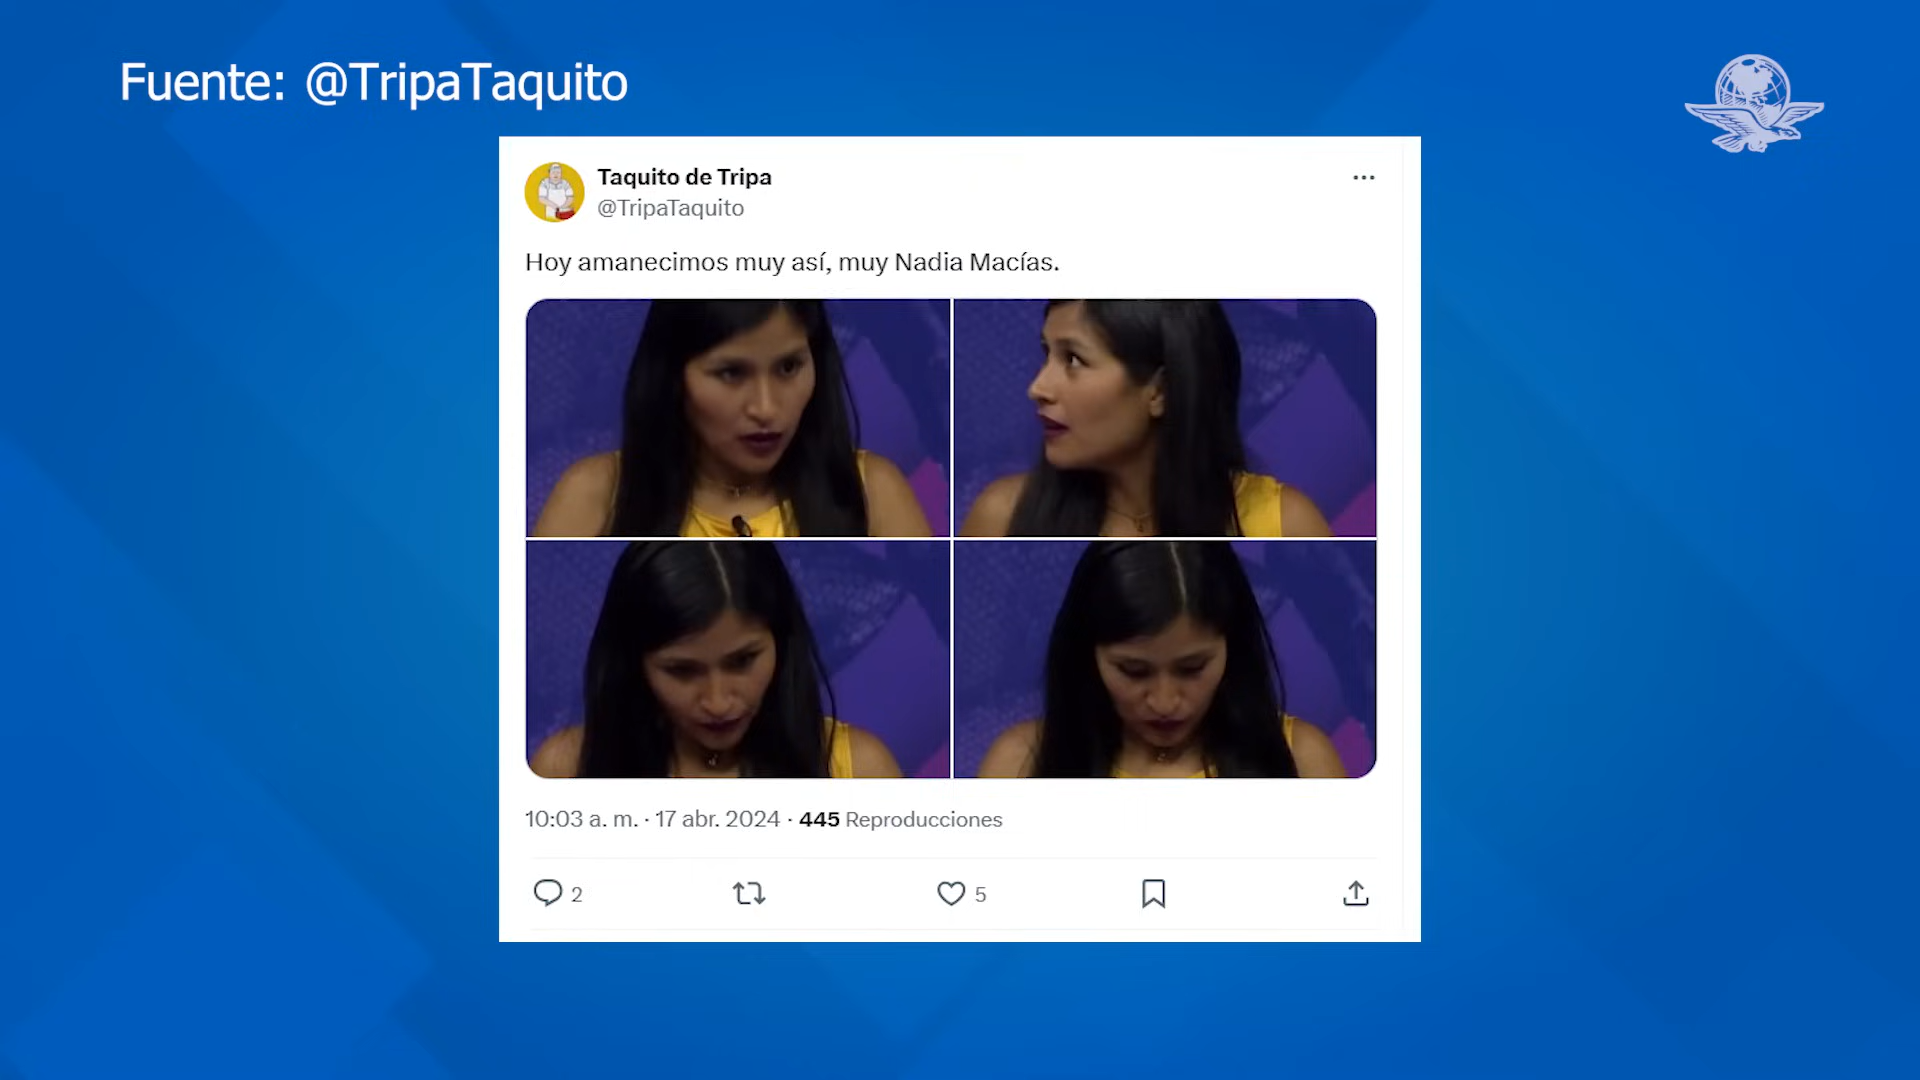 Fuente: @TripaTaquito
Taquito de Tripa
@TripaTaquito
Hoy amanecimos muy así, muy Nadia Macías.
10:03 a. m. · 17 abr. 2024 · 445 Reproducciones
2
5